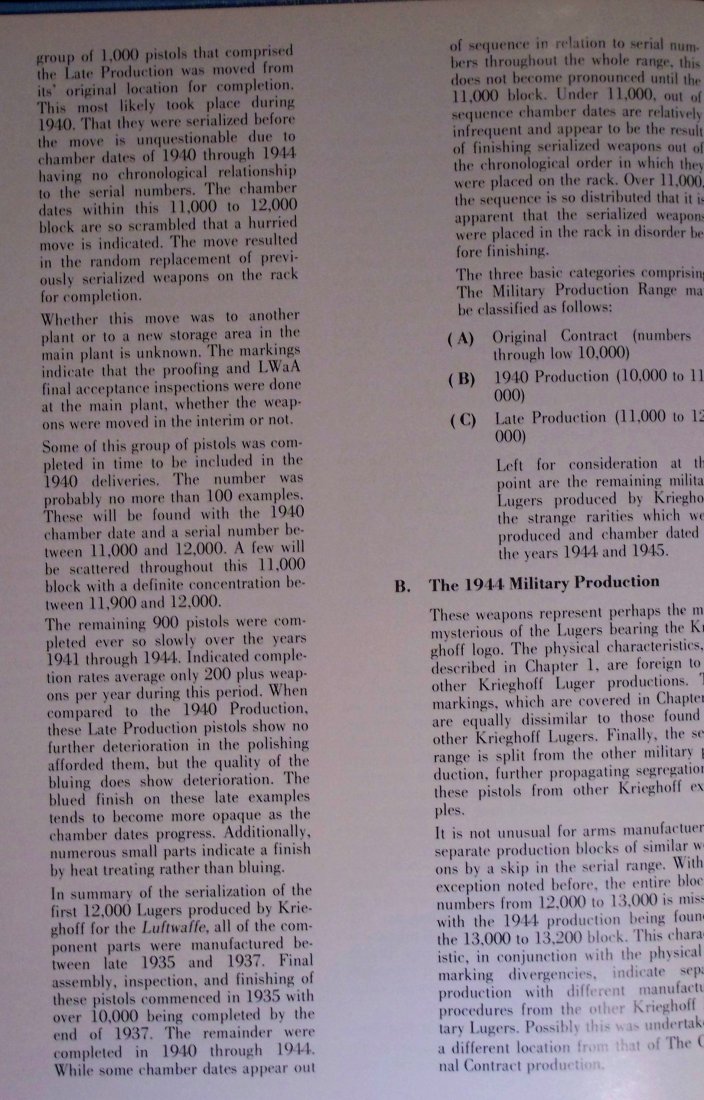 group of 1,000 pistols that comprised
the Late Production was moved from
its' original location for completion.
This most likely took place during
1940. That they were serialized before
the move is unquestionable due to
chamber dates of 1940 through 1944
having no chronological relationship
to the serial numbers. The chamber
dates within this 11,000 to 12,000
block are so scrambled that a hurried
move is indicated. The move resulted
in the random replacement of previ-
ously serialized weapons on the rack
for completion.
Whether this move was to another
plant or to a new storage area in the
main plant is unknown. The markings
indicate that the proofing and LWaA
final acceptance inspections were done
at the main plant, whether the weap-
ons were moved in the interim or not.
Some of this group of pistols was com-
pleted in time to be included in the
1940 deliveries. The number was
probably no more than 100 examples.
These will be found with the 1940
chamber date and a serial number be-
tween 11,000 and 12,000. A few will
be scattered throughout this 11,000
block with a definite concentration be-
tween 11,900 and 12,000.
The remaining 900 pistols were com-
pleted ever so slowly over the years
1941 through 1944. Indicated comple-
tion rates average only 200 plus weap-
ons per year during this period. When
compared to the 1940 Production,
these Late Production pistols show no
further deterioration in the polishing
afforded them, but the quality of the
bluing does show deterioration. The
blued finish on these late examples
tends to become more opaque as the
chamber dates progress. Additionally,
numerous small parts indicate a finish
by heat treating rather than bluing.
In summary of the serialization of the
first 12,000 Lugers produced by Krie-
ghoff for the Luftwaffe, all of the com-
ponent parts were manufactured be-
tween late 1935 and 1937. Final
assembly, inspection, and finishing of
these pistols commenced in 1935 with
over 10,000 being completed by the
end of 1937. The remainder were
completed in 1940 through 1944.
While some chamber dates appear out
of sequence in relation to serial num-
bers throughout the whole range, this
does not become pronounced until the
11,000 block. Under 11,000, out of
sequence chamber dates are relatively
infrequent and appear to be the result
of finishing serialized weapons out of
the chronological order in which they
were placed on the rack. Over 11,000,
the sequence is so distributed that it is
apparent that the serialized weapons
were placed in the rack in disorder be
fore finishing.
The three basic categories comprising
The Military Production Range ma
be classified as follows:
(A) Original Contract (numbers
through low 10,000)
(B) 1940 Production (10,000 to 11
000)
(C) Late Production (11,000 to 12
000)
Left for consideration at th
point are the remaining milita
Lugers produced by Kriegho
the strange rarities which we
produced and chamber dated
the years 1944 and 1945.
B. The 1944 Military Production
These weapons represent perhaps the m
mysterious of the Lugers bearing the Kr
ghoff logo. The physical characteristics,
described in Chapter 1, are foreign to
other Krieghoff Luger productions. T
markings, which are covered in Chapter
are equally dissimilar to those found
other Krieghoff Lugers. Finally, the se
range is split from the other military p
duction, further propagating segregation
these pistols from other Krieghoff ex
ples.
It is not unusual for arms manufactuer
separate production blocks of similar we
ons by a skip in the serial range. With
exception noted before, the entire bloc
numbers from 12,000 to 13,000 is miss
with the 1944 production being foun
the 13,000 to 13,200 block. This chara
istic, in conjunction with the physical
marking divergencies, indicate sepa
production with different manufactu
procedures from the other Krieghoff
tary Lugers. Possibly this was undertak
a different location from that of The O
nal Contract production.